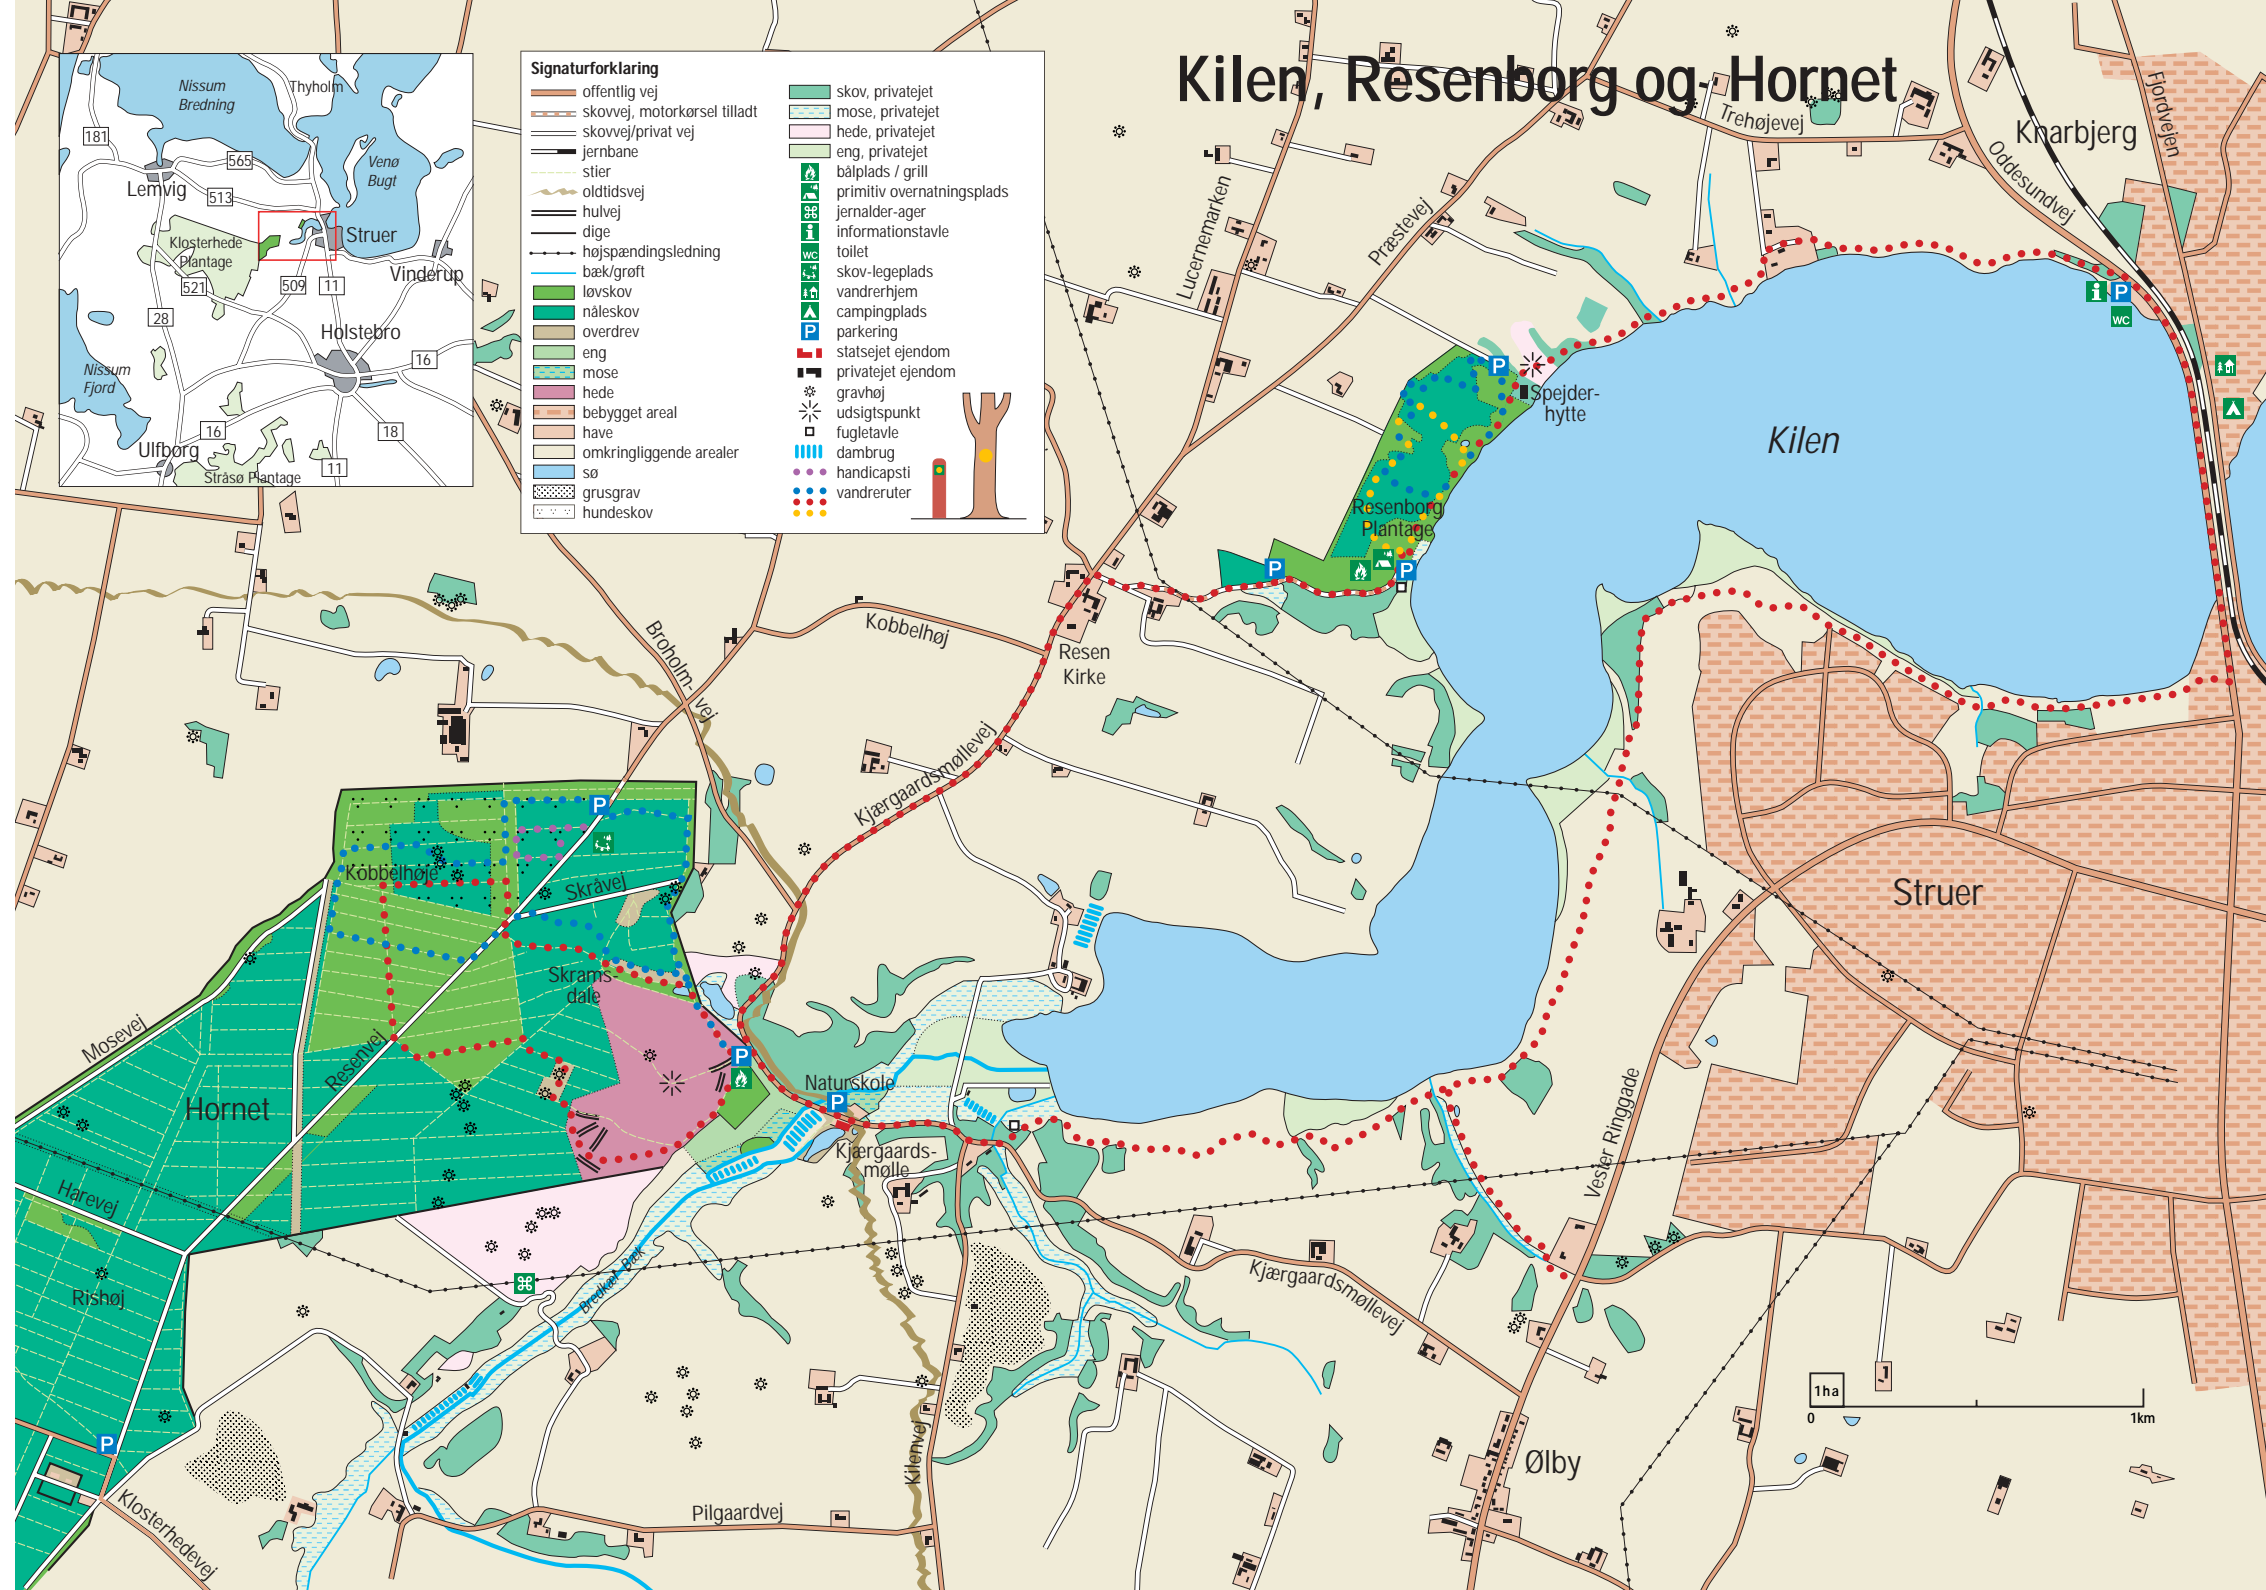 Kilen, Resenborg og Hornet
Nissum
Bredning
Thyholm
181
565
Venø
Bugt
Lemvig
513
Klosterhede
Plantage
Struer
Vinderup
521
509
11
28
Holstebro
16
Nissum
Fjord
16
18
Ulfborg
11
Stråsø Plantage
Signaturforklaring
offentlig vej
skovvej, motorkørsel tilladt
skovvej/privat vej
jernbane
stier
oldtidsvej
hulvej
dige
højspændingsledning
bæk/grøft
løvskov
nåleskov
overdrev
eng
mose
hede
bebygget areal
have
omkringliggende arealer
sø
grusgrav
hundeskov
skov, privatejet
mose, privatejet
hede, privatejet
eng, privatejet
bålplads / grill
primitiv overnatningsplads
jernalder-ager
informationstavle
WC toilet
skov-legeplads
vandrerhjem
campingplads
P parkering
statsejet ejendom
privatejet ejendom
gravhøj
udsigtspunkt
fugletavle
dambrug
handicapsti
vandreruter
Trehøjevej
Knarbjerg
Fjordvejen
Oddesundvej
Lucernemarken
Præstevej
P
WC
P
Spejder-
hytte
Kilen
Resenborg
Plantage
P
P
Kobbelhøj
Resen
Kirke
Broholm- vej
Kjærgaardsmøllevej
P
Kobbelhøje
Skråvej
Struer
Skrams-
dale
Mosevej
Resenvej
P
Naturskole
P
Hornet
Kjærgaards-
mølle
Vester Ringgade
Harevej
Bredkær Bæk
Kjærgaardsmøllevej
Rishøj
1ha
0
1km
P
Kilenvej
Ølby
Klosterhedevej
Pilgaardvej